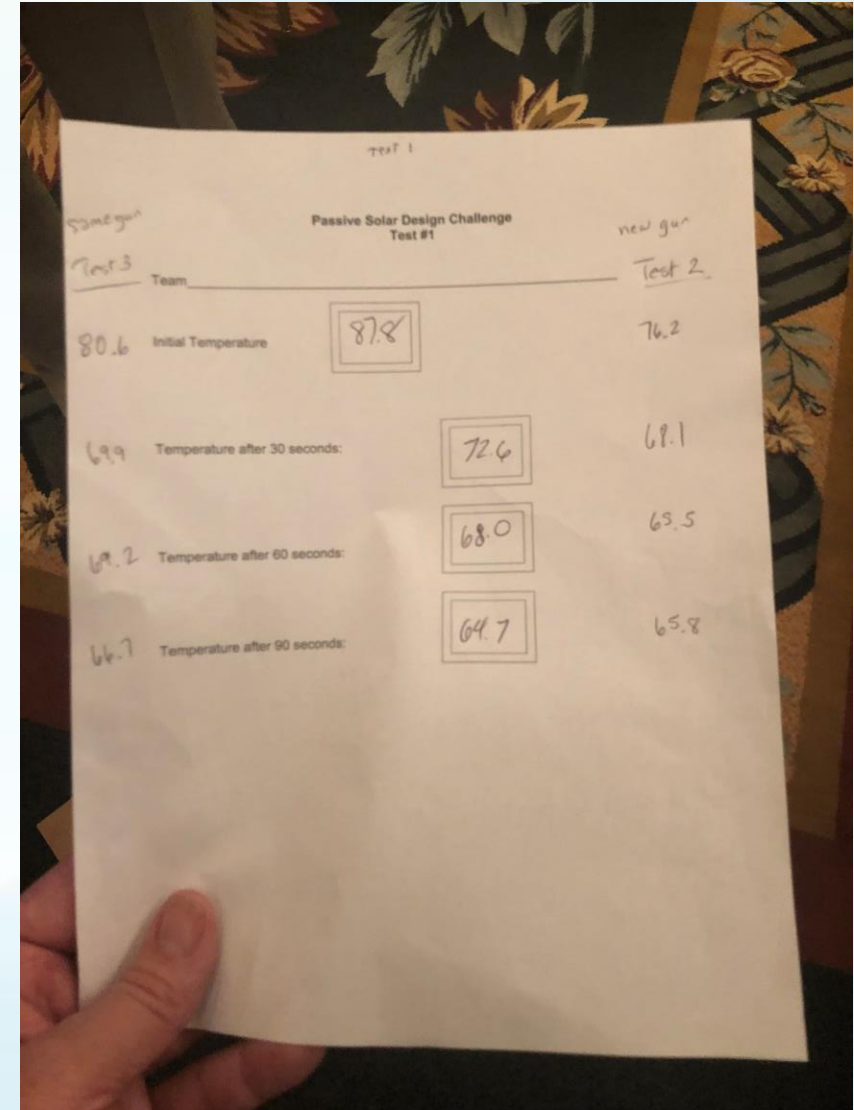 Test 1
same gun
Passive Solar Design Challenge
new gun
Test #1
Test 3
Team
Test 2
80.6 Initial Temperature 87.8 76.2
69.9 Temperature after 30 seconds: 72.6 68.1
69.2 Temperature after 60 seconds: 68.0 65.5
66.7 Temperature after 90 seconds: 64.7 65.8